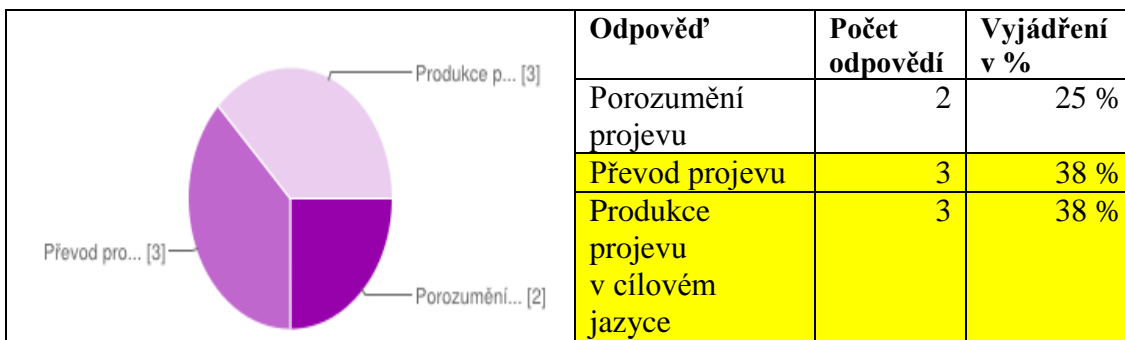 Produkce p... [3]
Převod pro... [3]
Porozumění... [2]
Odpověď
Počet
odpovědí
Vyjádření
v %
Porozumění
projevu
2
25 %
Převod projevu
3
38 %
Produkce
projevu
v cílovém
jazyce
3
38 %